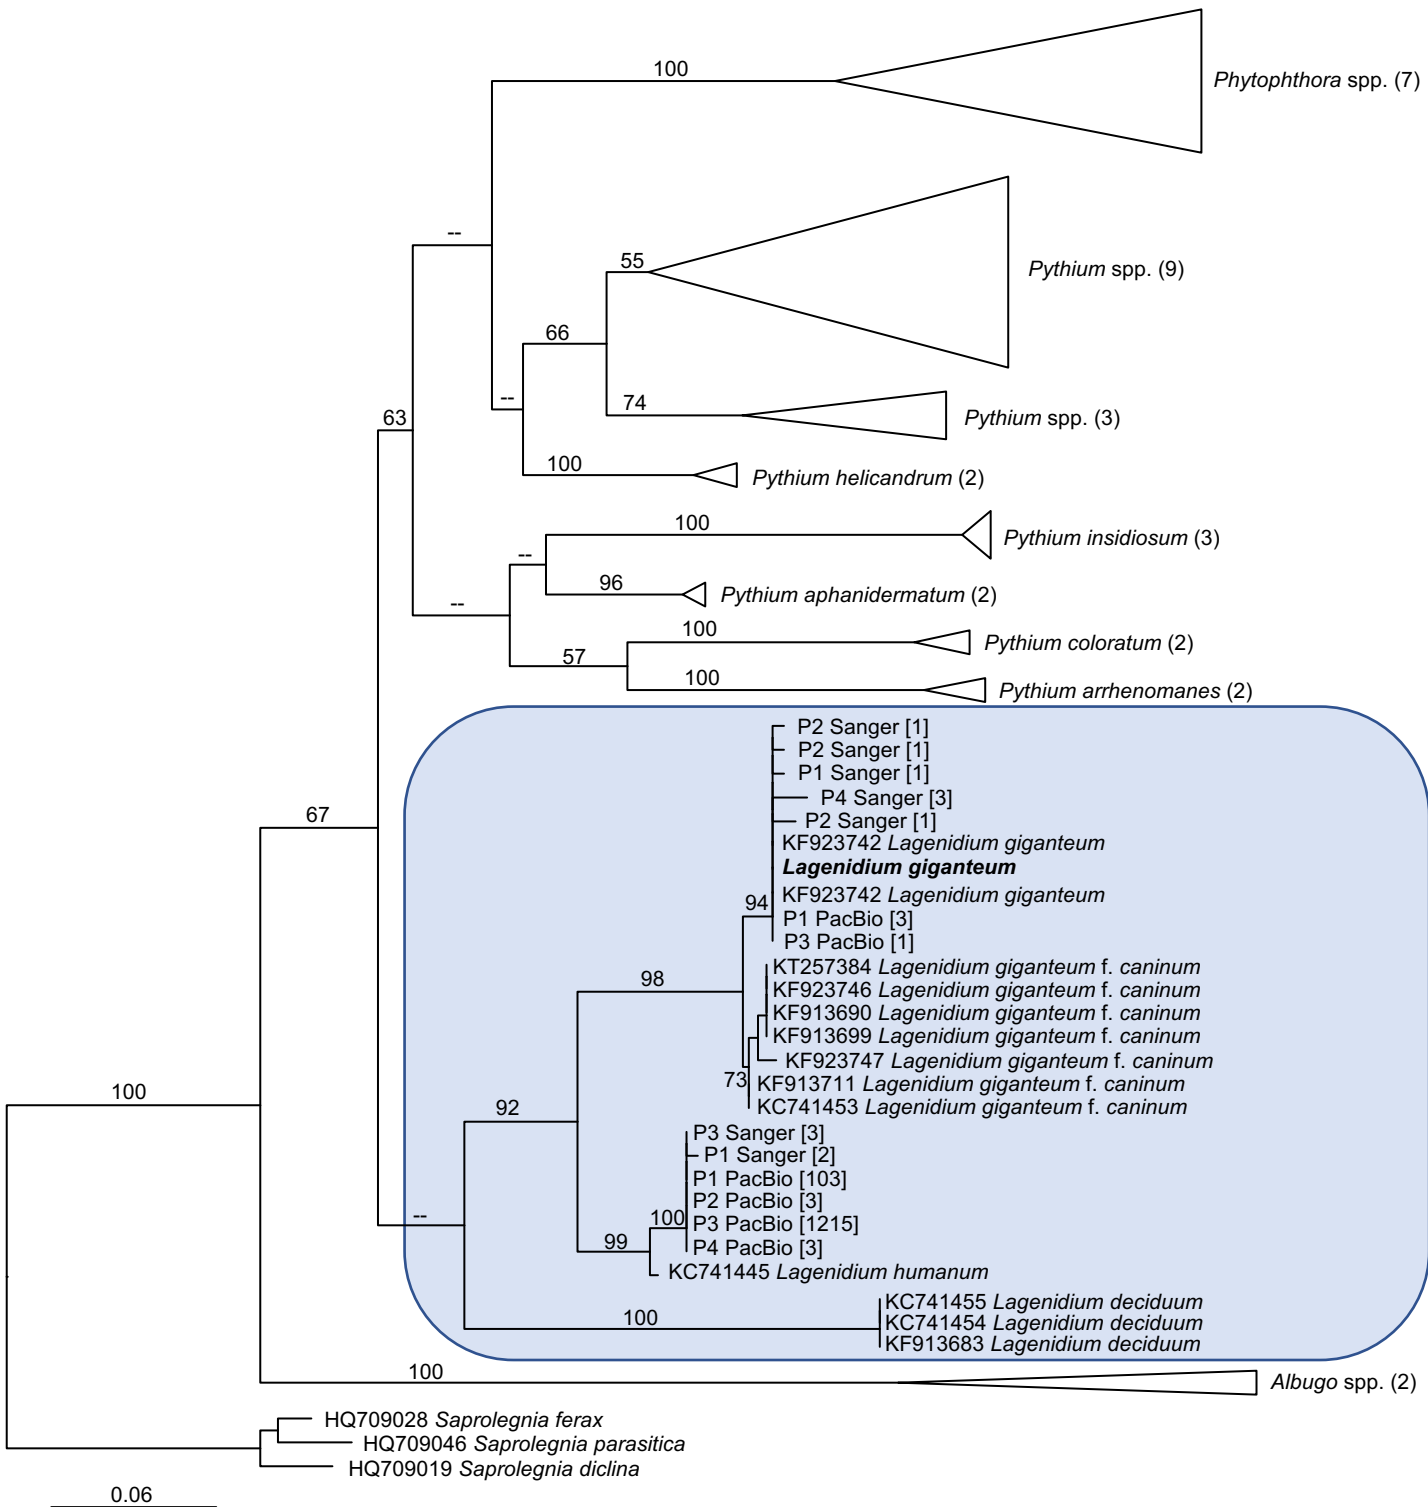 100
Phytophthora spp. (7)
--
55
Pythium spp. (9)
66
--
74
Pythium spp. (3)
63
100
Pythium helicandrum (2)
100
Pythium insidiosum (3)
--
96
Pythium aphanidermatum (2)
--
100
Pythium coloratum (2)
57
100
Pythium arrhenomanes (2)
P2 Sanger [1]
P2 Sanger [1]
P1 Sanger [1]
P4 Sanger [3]
P2 Sanger [1]
67
KF923742 Lagenidium giganteum
Lagenidium giganteum
KF923742 Lagenidium giganteum
94
P1 PacBio [3]
P3 PacBio [1]
KT257384 Lagenidium giganteum f. caninum
98
KF923746 Lagenidium giganteum f. caninum
KF913690 Lagenidium giganteum f. caninum
KF913699 Lagenidium giganteum f. caninum
KF923747 Lagenidium giganteum f. caninum
73
KF913711 Lagenidium giganteum f. caninum
KC741453 Lagenidium giganteum f. caninum
100
92
P3 Sanger [3]
P1 Sanger [2]
P1 PacBio [103]
P2 PacBio [3]
100
P3 PacBio [1215]
--
99
P4 PacBio [3]
KC741445 Lagenidium humanum
KC741455 Lagenidium deciduum
100
KC741454 Lagenidium deciduum
KF913683 Lagenidium deciduum
100
Albugo spp. (2)
HQ709028 Saprolegnia ferax
HQ709046 Saprolegnia parasitica
HQ709019 Saprolegnia diclina
0.06